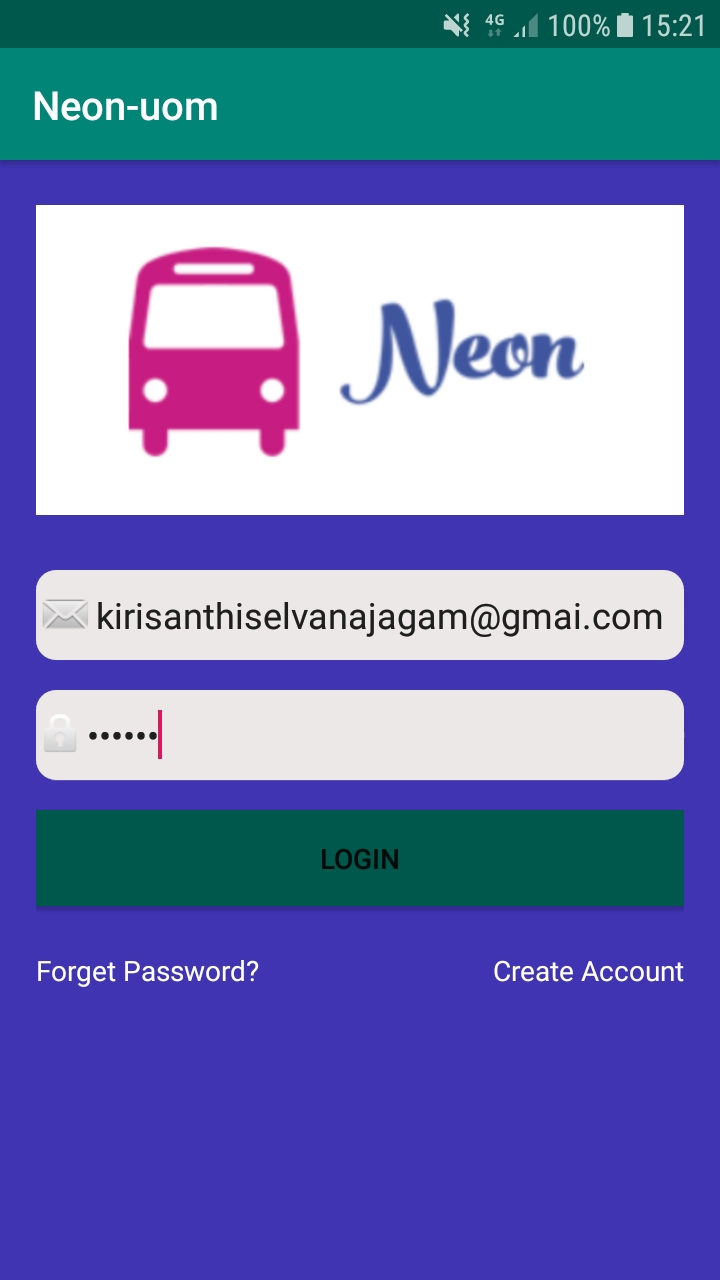 4G 100% 15:21
Neon-uom
Neon
kirisanthiselvanajagam@gmai.com
••••••
LOGIN
Forget Password? Create Account